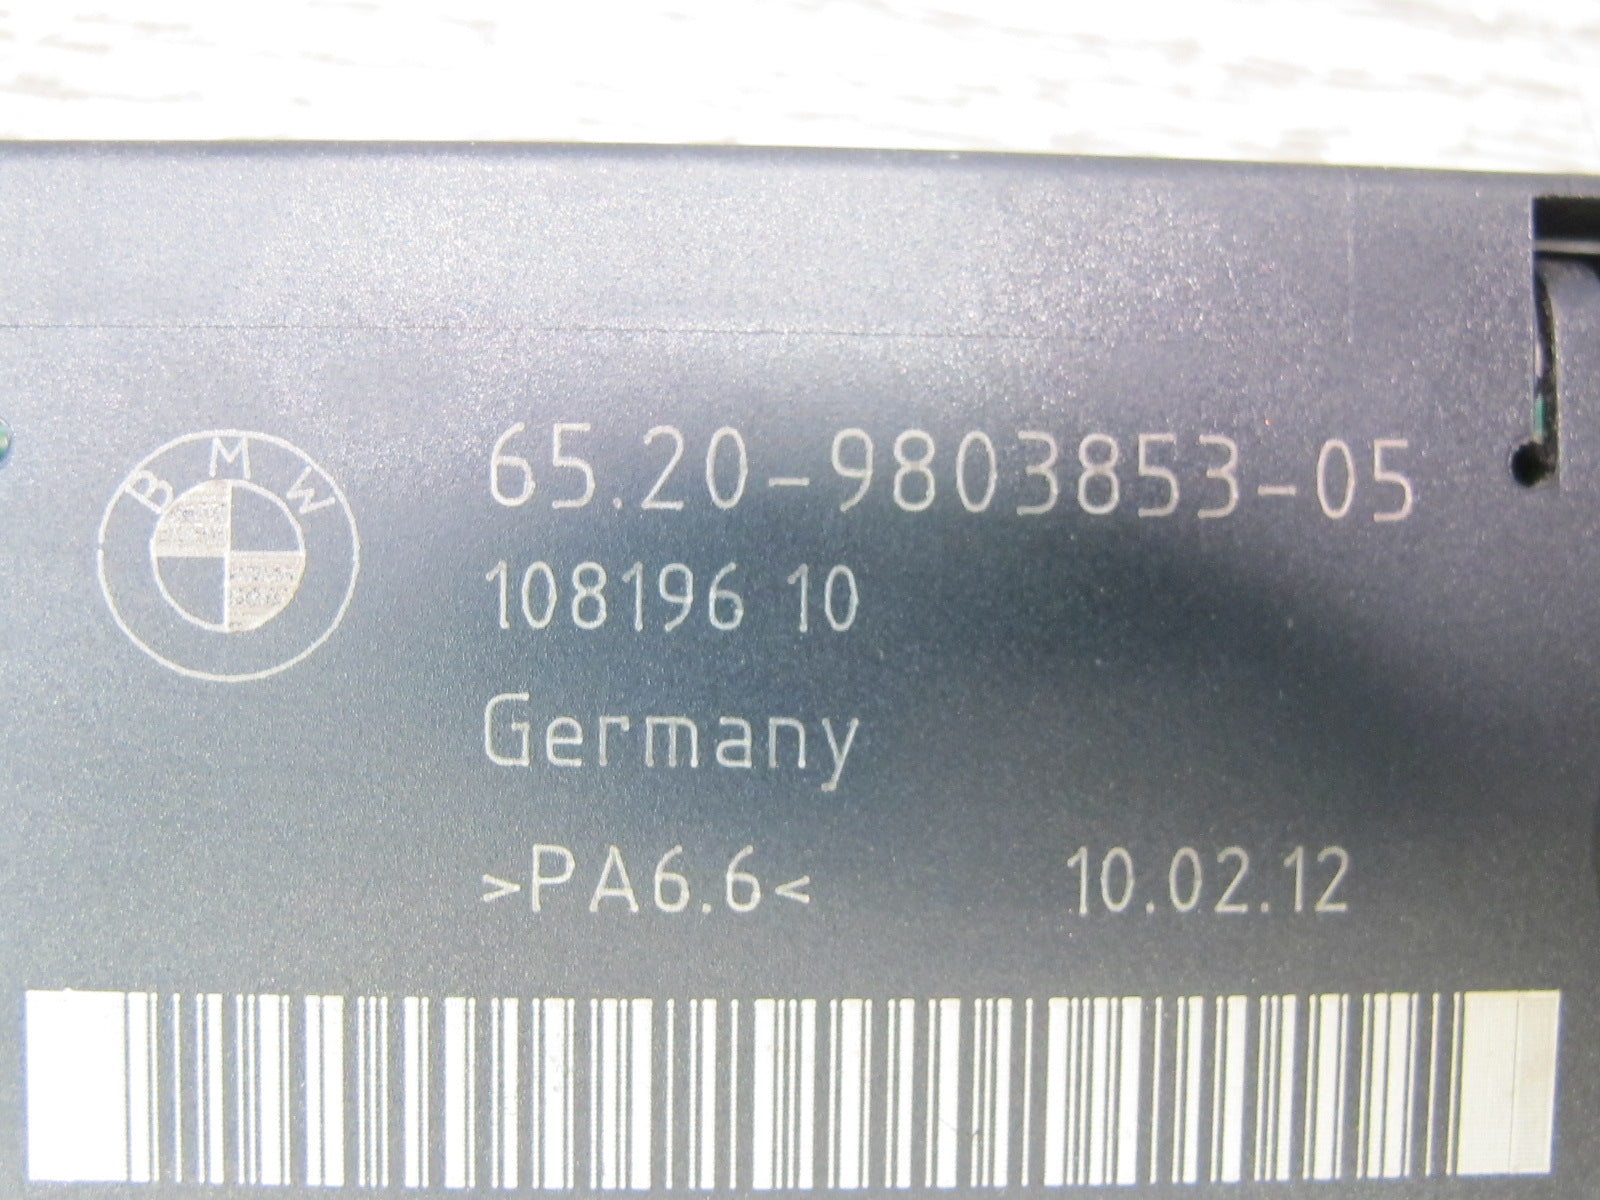 BMW
65.20-9803853-05
108196 10
Germany
>PA6.6< 10.02.12